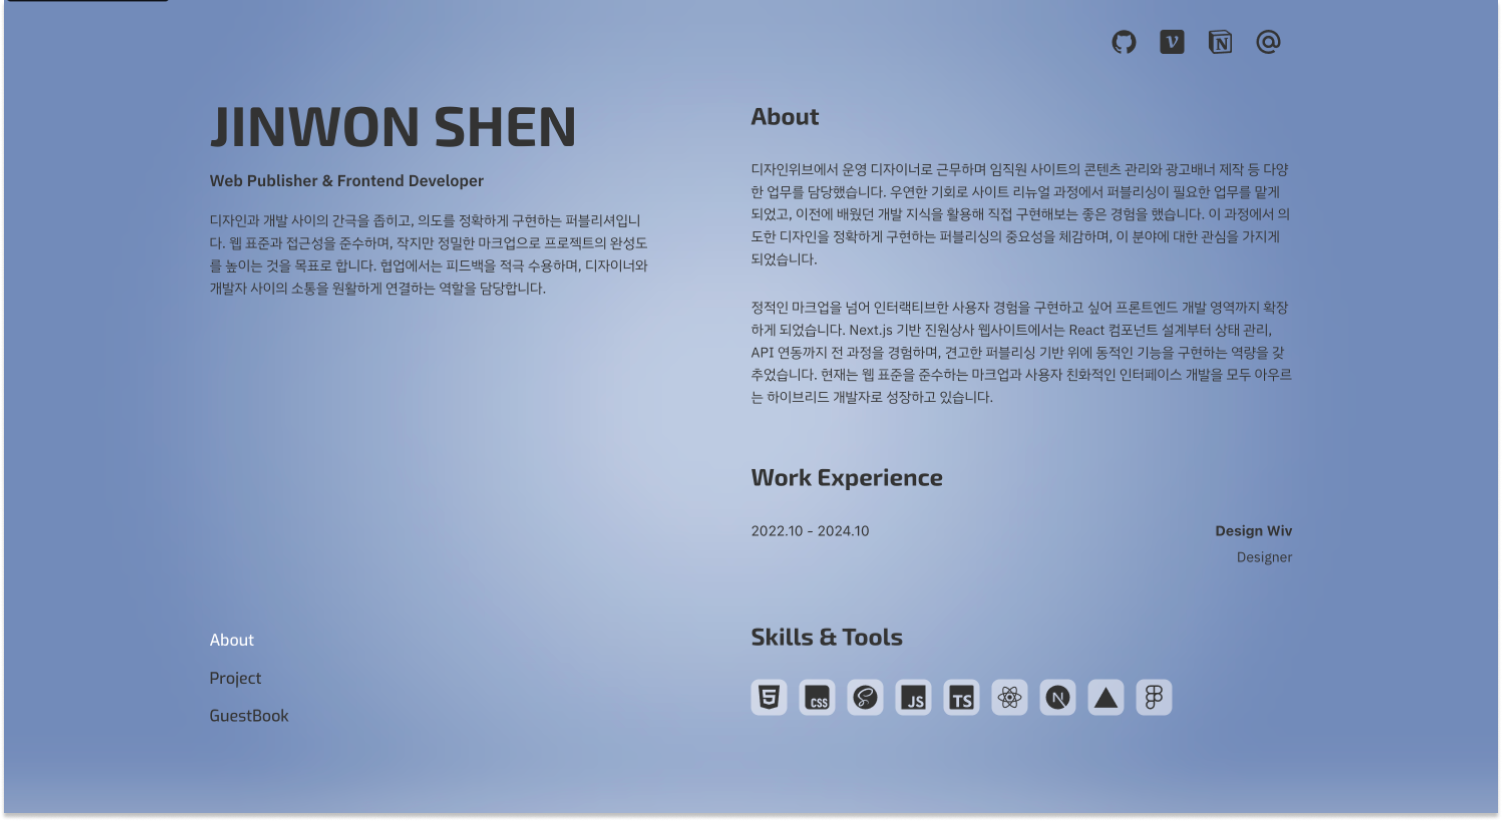 JINWON SHEN
Web Publisher & Frontend Developer
디자인과 개발 사이의 간극을 좁히고, 의도를 정확하게 구현하는 퍼블리셔입니
다. 웹 표준과 접근성을 준수하며, 작지만 정밀한 마크업으로 프로젝트의 완성도
를 높이는 것을 목표로 합니다. 협업에서는 피드백을 적극 수용하며, 디자이너와
개발자 사이의 소통을 원활하게 연결하는 역할을 담당합니다.
About
Project
GuestBook
About
디자인위브에서 운영 디자이너로 근무하며 임직원 사이트의 콘텐츠 관리와 광고배너 제작 등 다양
한 업무를 담당했습니다. 우연한 기회로 사이트 리뉴얼 과정에서 퍼블리싱이 필요한 업무를 맡게
되었고, 이전에 배웠던 개발 지식을 활용해 직접 구현해보는 좋은 경험을 했습니다. 이 과정에서 의
도한 디자인을 정확하게 구현하는 퍼블리싱의 중요성을 체감하며, 이 분야에 대한 관심을 가지게
되었습니다.
정적인 마크업을 넘어 인터랙티브한 사용자 경험을 구현하고 싶어 프론트엔드 개발 영역까지 확장
하게 되었습니다. Next.js 기반 진원상사 웹사이트에서는 React 컴포넌트 설계부터 상태 관리,
API 연동까지 전 과정을 경험하며, 견고한 퍼블리싱 기반 위에 동적인 기능을 구현하는 역량을 갖
추었습니다. 현재는 웹 표준을 준수하는 마크업과 사용자 친화적인 인터페이스 개발을 모두 아우르
는 하이브리드 개발자로 성장하고 있습니다.
Work Experience
2022.10 - 2024.10 Design Wiv
Designer
Skills & Tools
5 CSS JS TS N